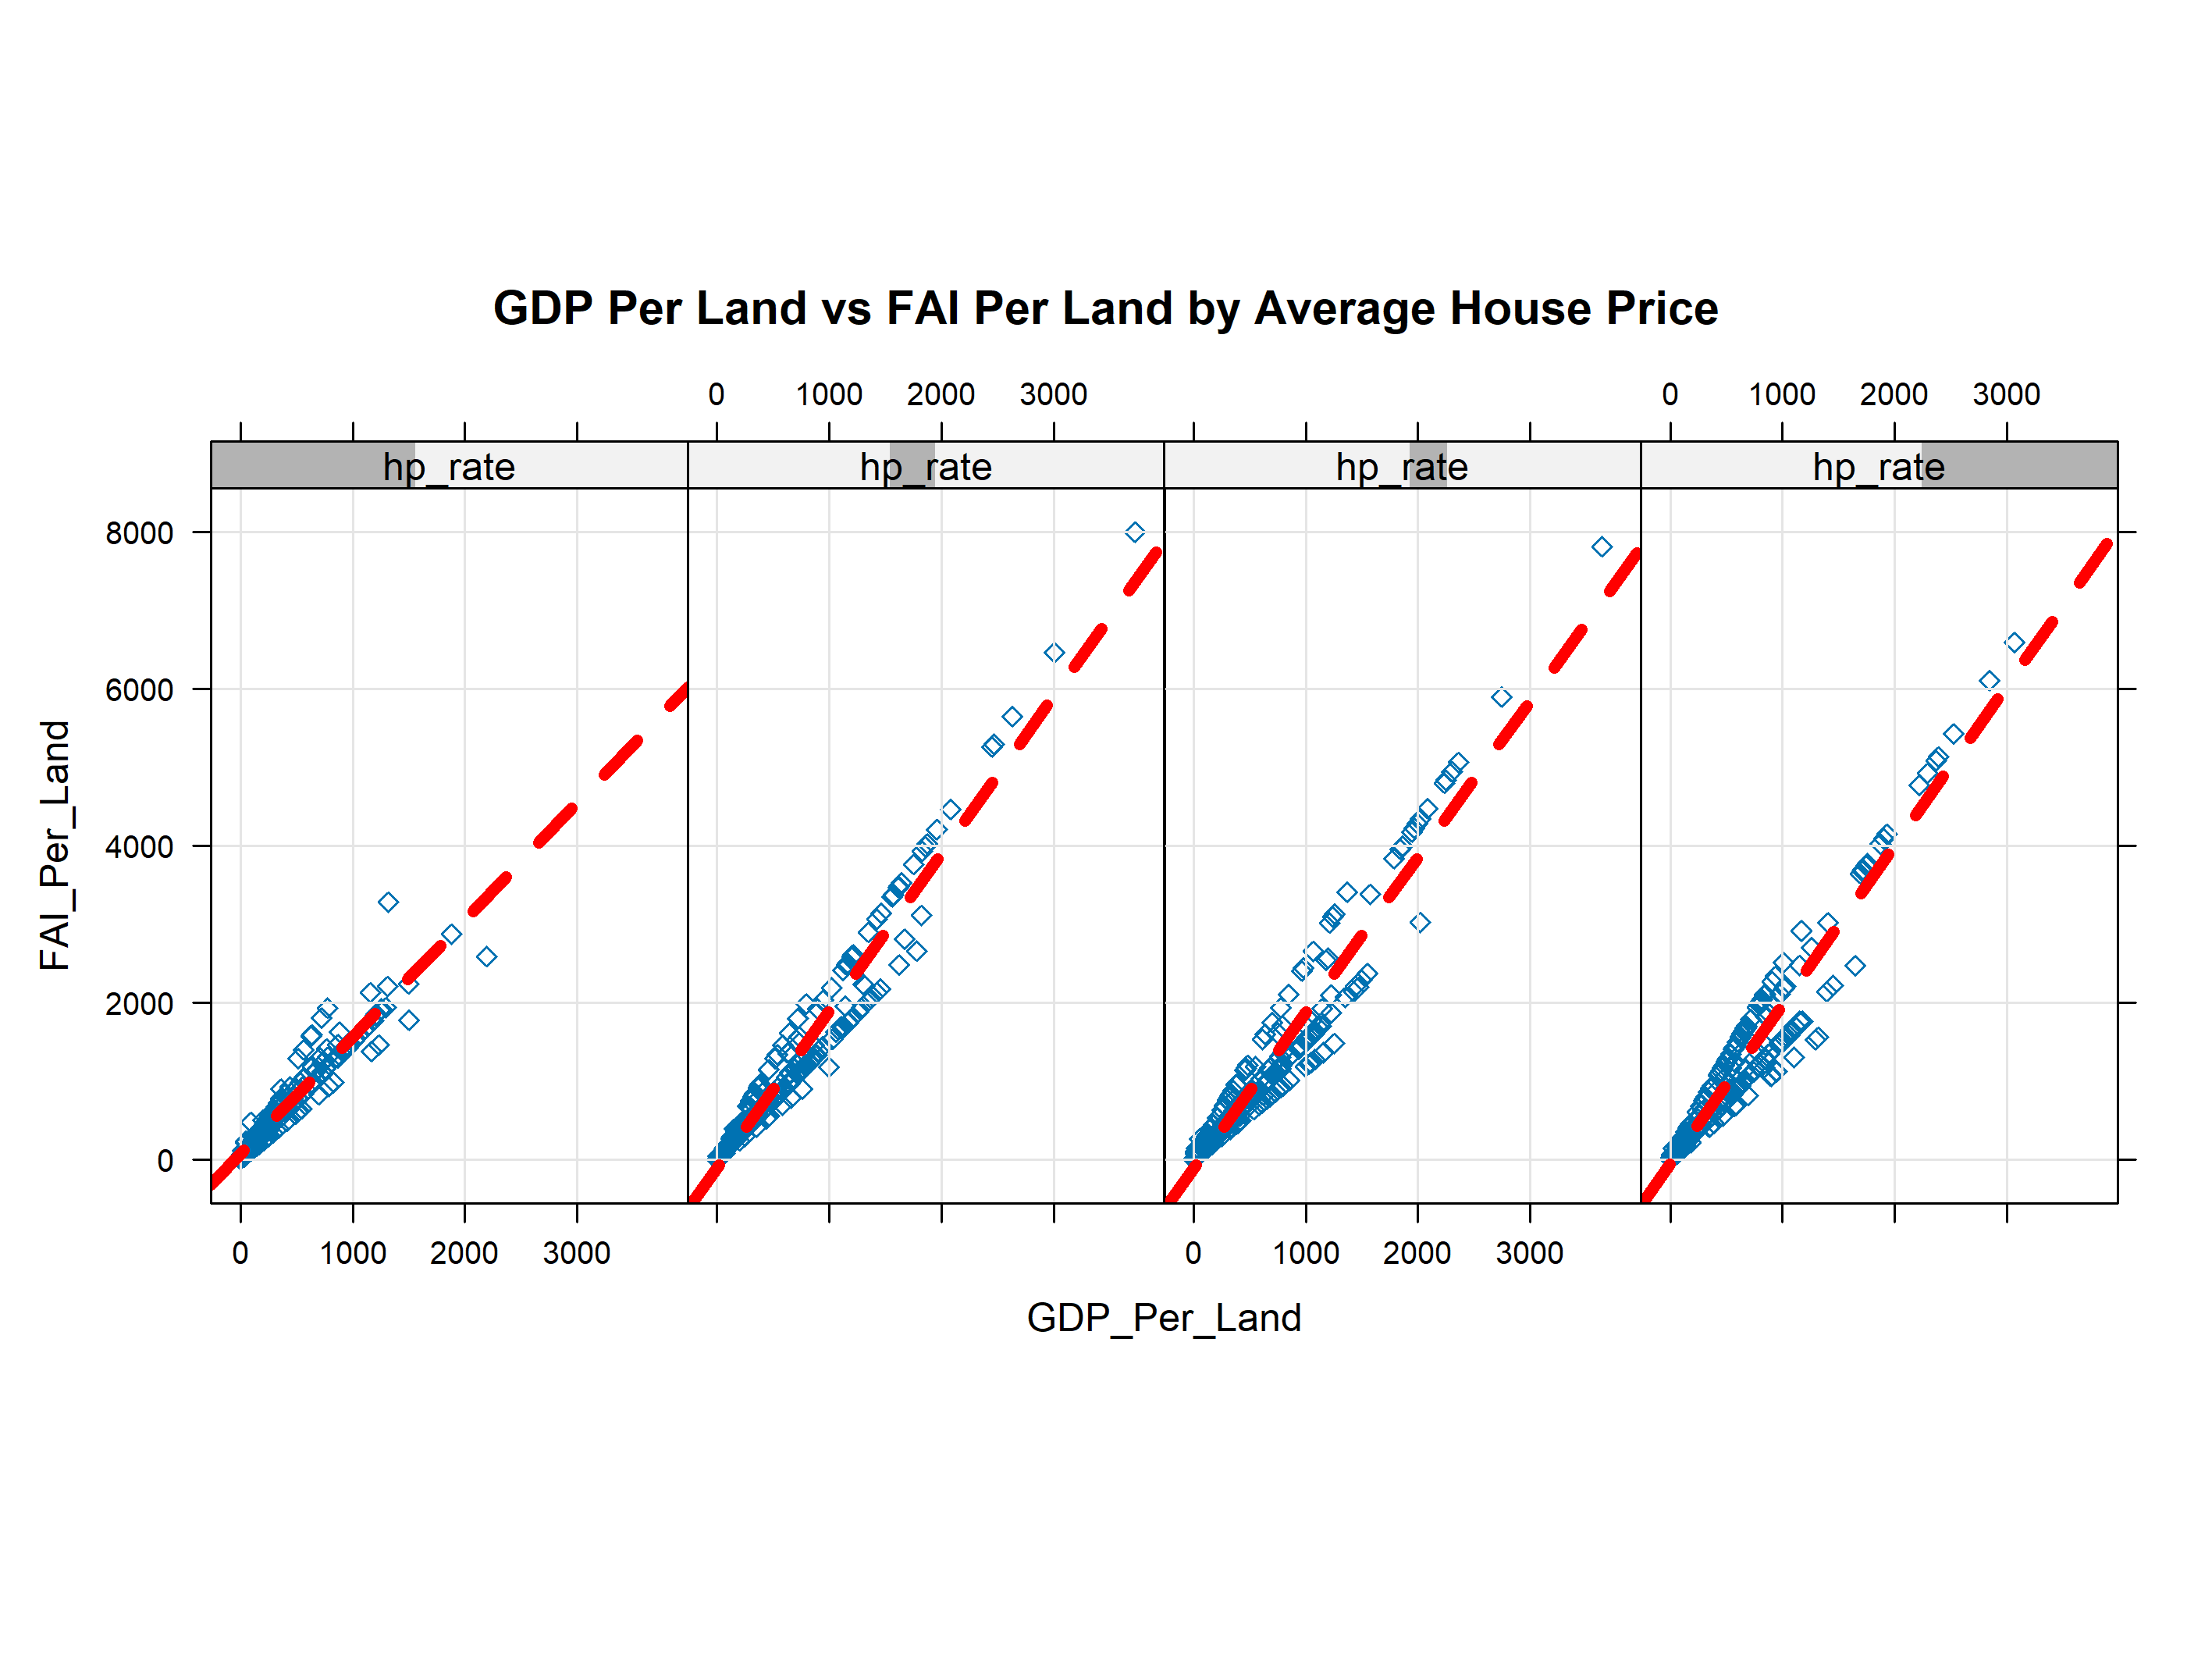 GDP Per Land vs FAI Per Land by Average House Price
0 1000 2000 3000 0 1000 2000 3000
hp_rate hp_rate hp_rate hp_rate
8000
6000
4000
2000
0
FAI_Per_Land
0 1000 2000 3000 0 1000 2000 3000
GDP_Per_Land